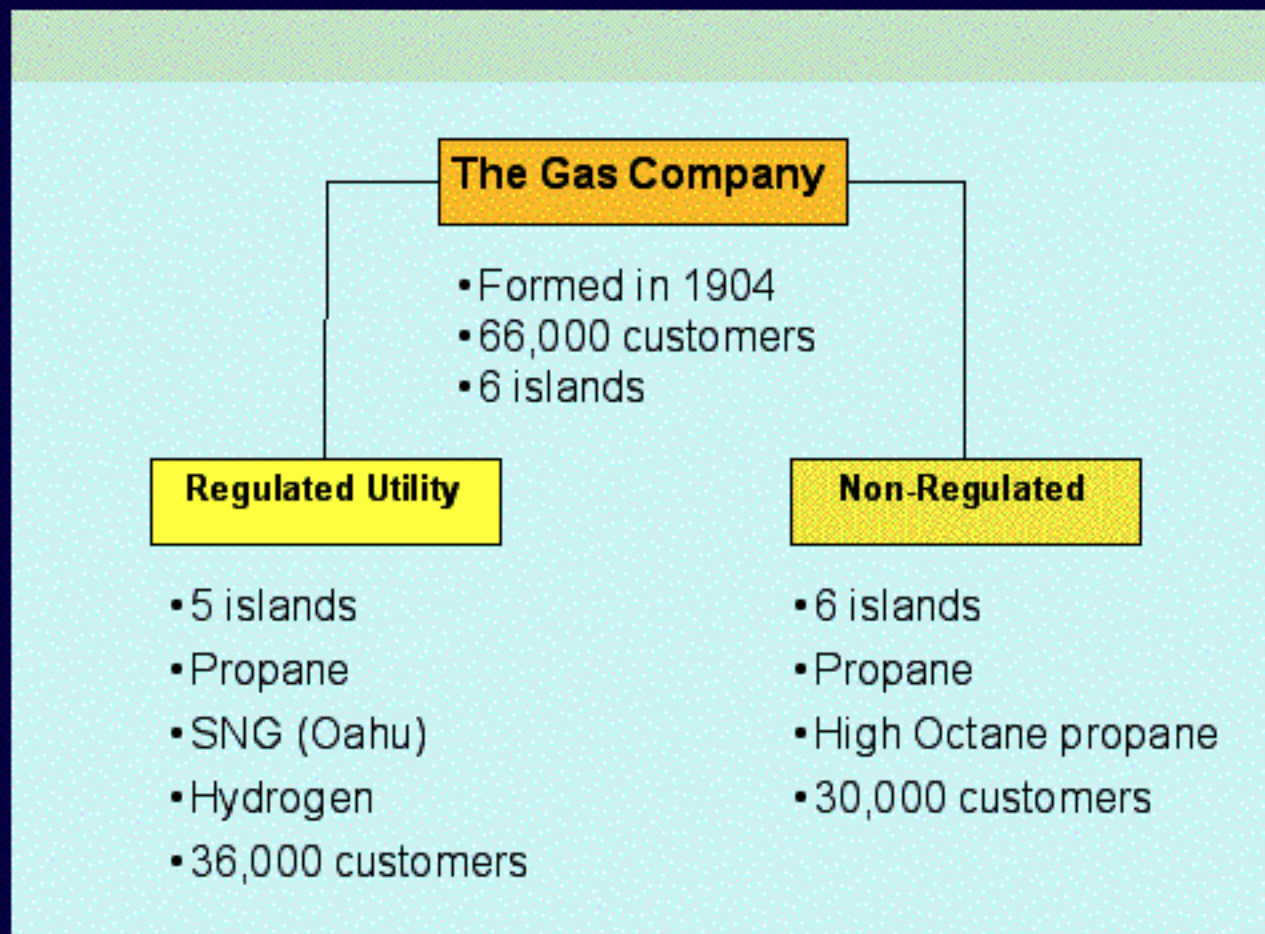 The Gas Company
•Formed in 1904
•66,000 customers
•6 islands
Regulated Utility
•5 islands
•Propane
•SNG (Oahu)
•Hydrogen
•36,000 customers
Non-Regulated
•6 islands
•Propane
•High Octane propane
•30,000 customers